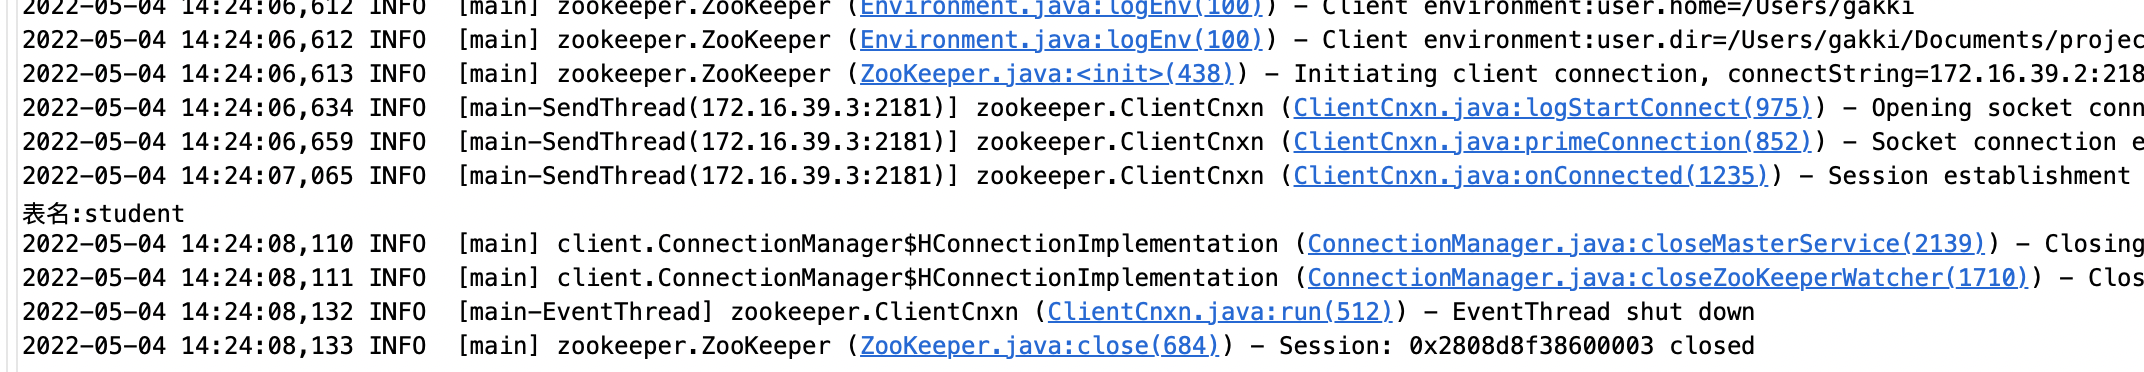 2022-05-04 14:24:06,612 INFO  [main] zookeeper.ZooKeeper (Environment.java:logEnv(100)) - Client environment:user.home=/Users/gakki
2022-05-04 14:24:06,612 INFO  [main] zookeeper.ZooKeeper (Environment.java:logEnv(100)) - Client environment:user.dir=/Users/gakki/Documents/projec
2022-05-04 14:24:06,613 INFO  [main] zookeeper.ZooKeeper (ZooKeeper.java:<init>(438)) - Initiating client connection, connectString=172.16.39.2:218
2022-05-04 14:24:06,634 INFO  [main-SendThread(172.16.39.3:2181)] zookeeper.ClientCnxn (ClientCnxn.java:logStartConnect(975)) - Opening socket conn
2022-05-04 14:24:06,659 INFO  [main-SendThread(172.16.39.3:2181)] zookeeper.ClientCnxn (ClientCnxn.java:primeConnection(852)) - Socket connection e
2022-05-04 14:24:07,065 INFO  [main-SendThread(172.16.39.3:2181)] zookeeper.ClientCnxn (ClientCnxn.java:onConnected(1235)) - Session establishment
表名:student
2022-05-04 14:24:08,110 INFO  [main] client.ConnectionManager$HConnectionImplementation (ConnectionManager.java:closeMasterService(2139)) - Closing
2022-05-04 14:24:08,111 INFO  [main] client.ConnectionManager$HConnectionImplementation (ConnectionManager.java:closeZooKeeperWatcher(1710)) - Clos
2022-05-04 14:24:08,132 INFO  [main-EventThread] zookeeper.ClientCnxn (ClientCnxn.java:run(512)) - EventThread shut down
2022-05-04 14:24:08,133 INFO  [main] zookeeper.ZooKeeper (ZooKeeper.java:close(684)) - Session: 0x2808d8f38600003 closed